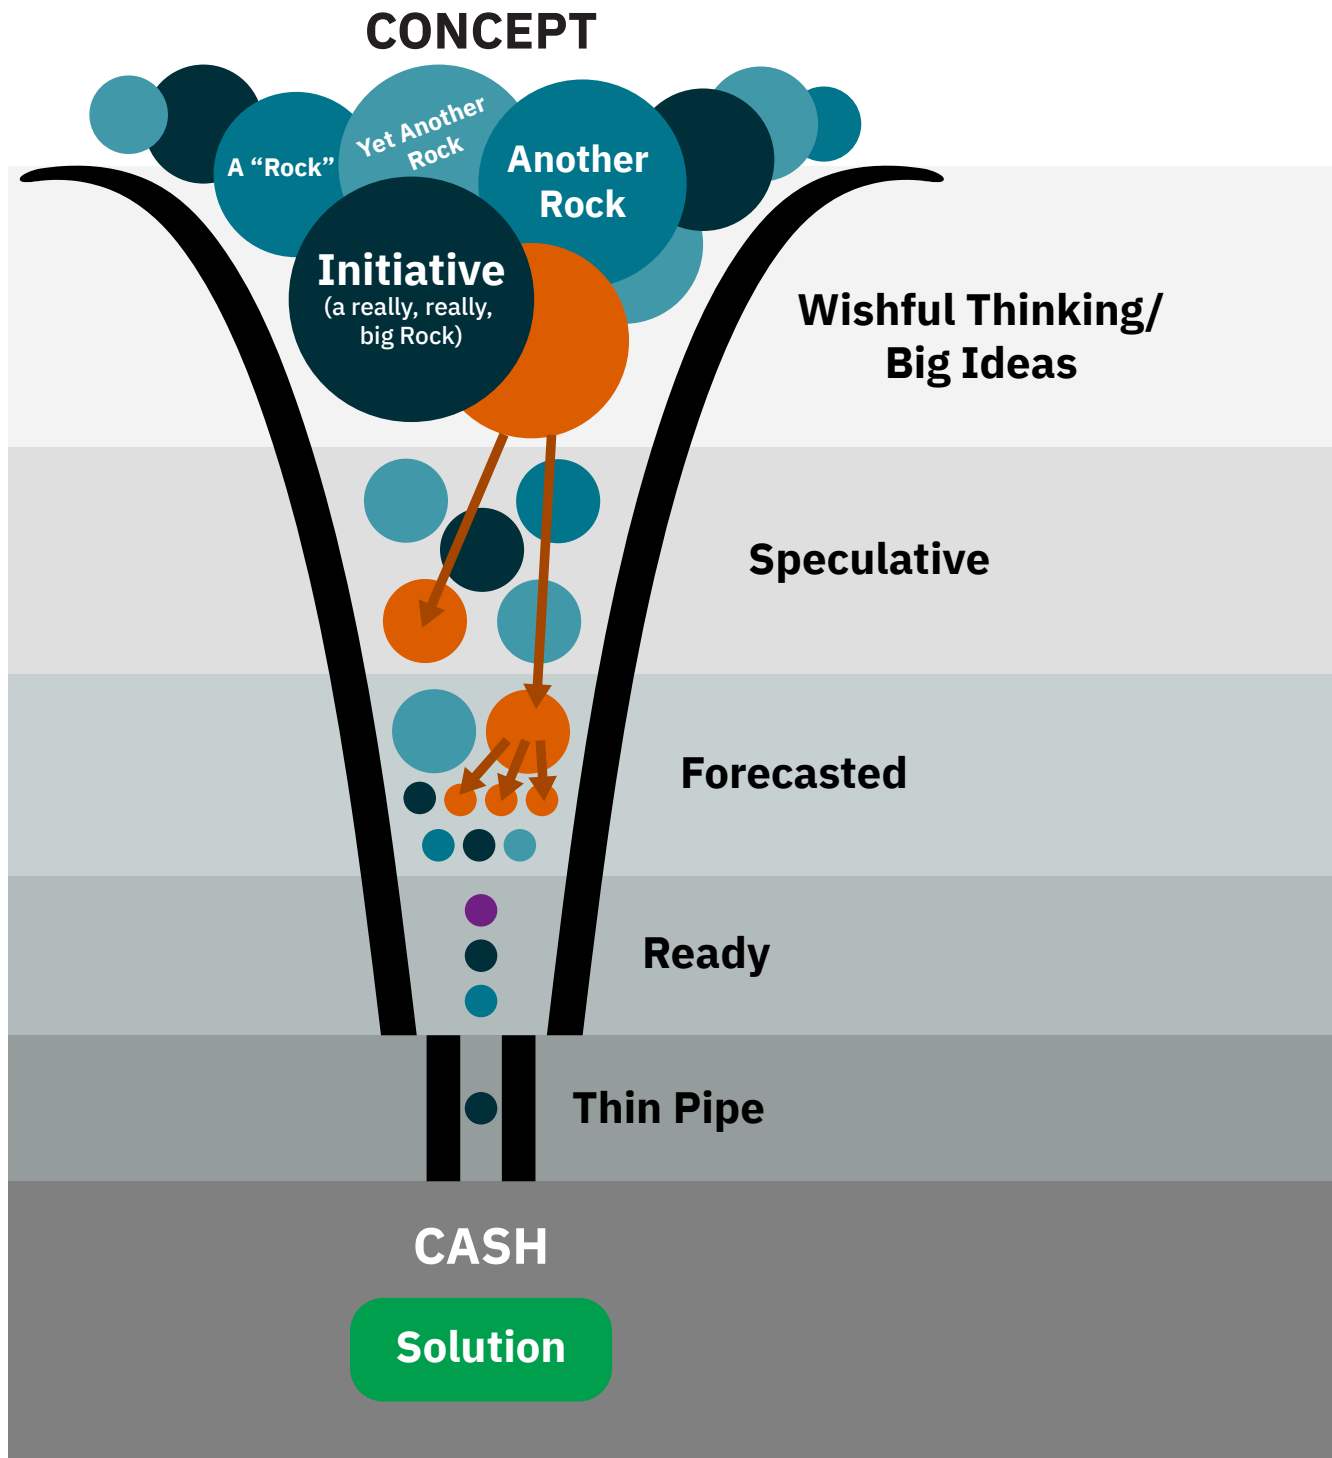 CONCEPT
A “Rock”
Yet Another
Rock
Another
Rock
Initiative
(a really, really,
big Rock)
Wishful Thinking/
Big Ideas
Speculative
Forecasted
Ready
Thin Pipe
CASH
Solution